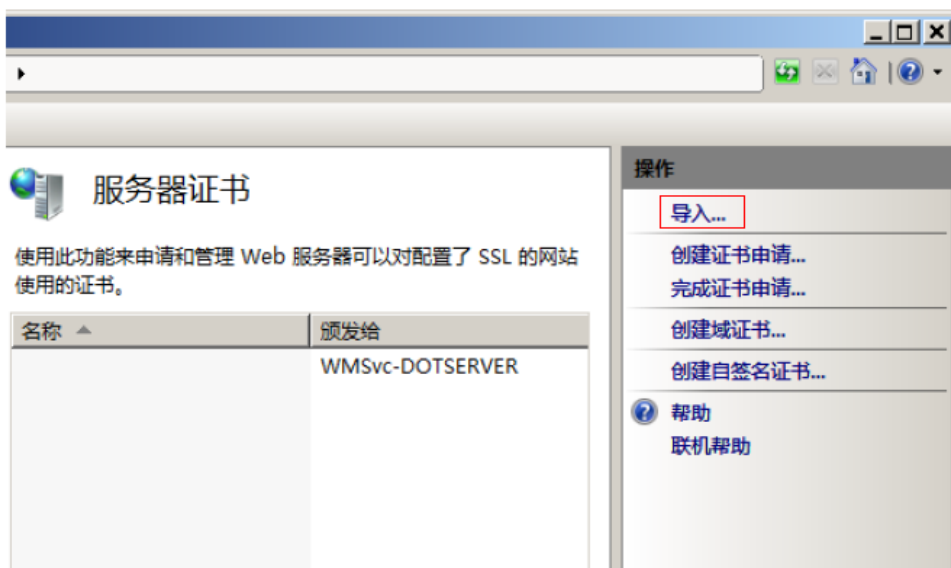 服务器证书
使用此功能来申请和管理 Web 服务器可以对配置了 SSL 的网站
使用的证书。
名称 颁发给
WMSvc-DOTSERVER
操作
导入...
创建证书申请...
完成证书申请...
创建域证书...
创建自签名证书...
帮助
联机帮助